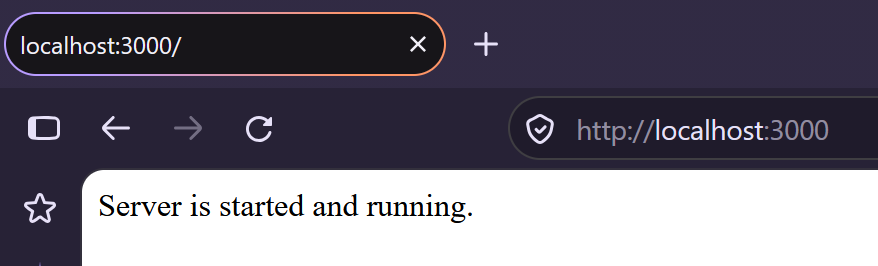 localhost:3000/
http://localhost:3000
Server is started and running.